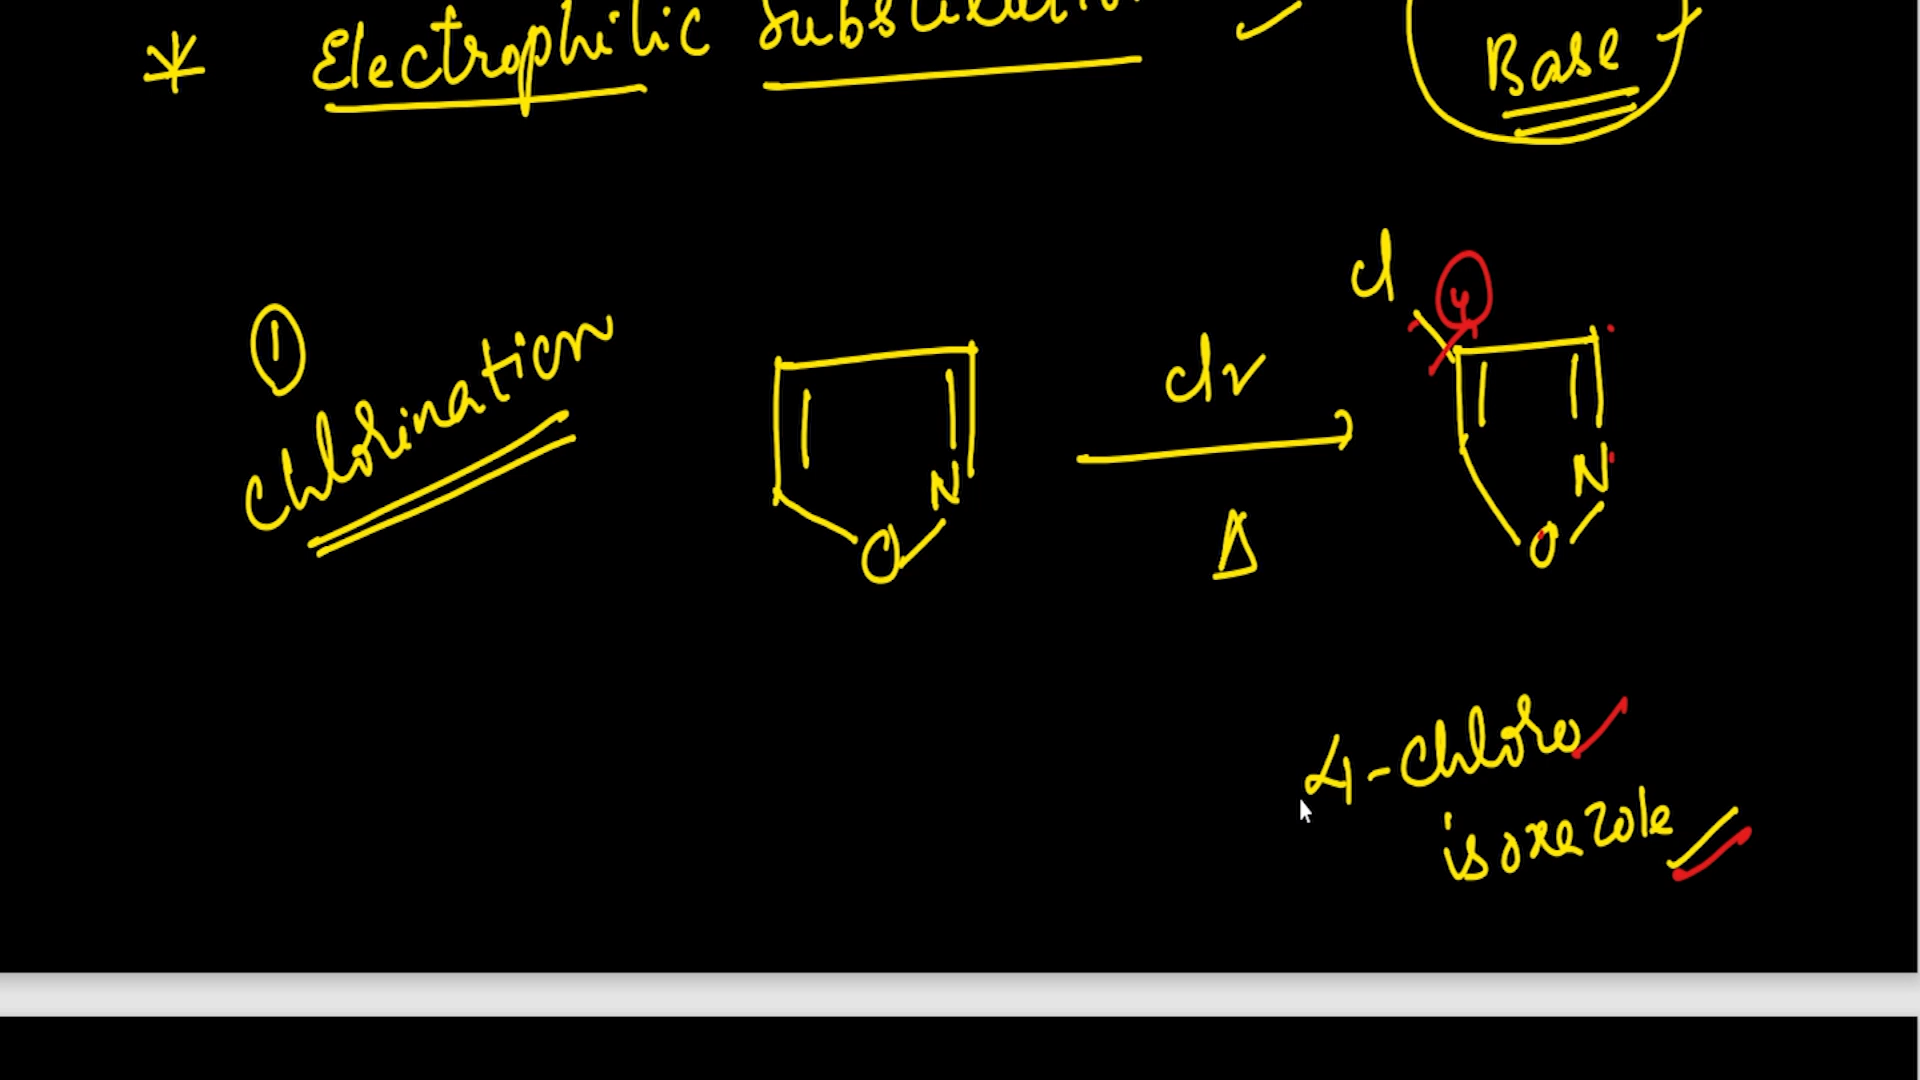 * Electrophilic Substitution
Base
①
Chlorination
Cl₂
Δ
N
O
Cl
4
N
O
4-Chloro
isoxazole